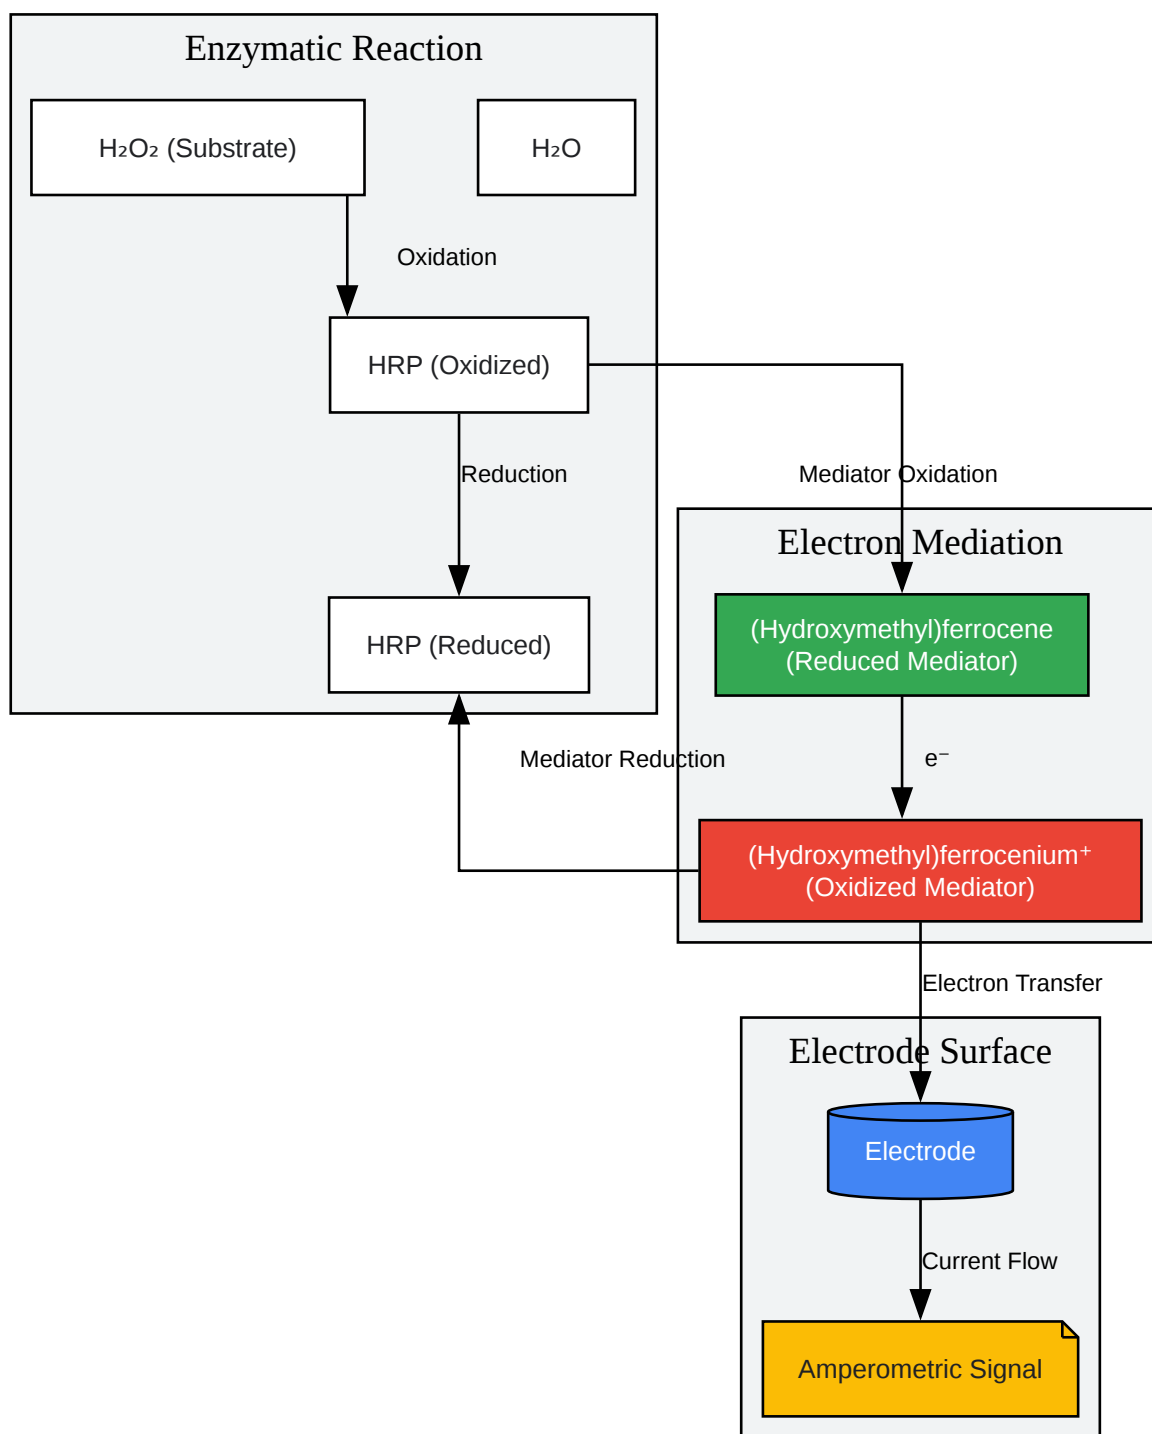 Enzymatic Reaction
H₂O₂ (Substrate)
H₂O
Oxidation
HRP (Oxidized)
Reduction
Mediator Oxidation
Electron Mediation
(Hydroxymethyl)ferrocene
(Reduced Mediator)
HRP (Reduced)
Mediator Reduction
e⁻
(Hydroxymethyl)ferrocenium⁺
(Oxidized Mediator)
Electron Transfer
Electrode Surface
Electrode
Current Flow
Amperometric Signal